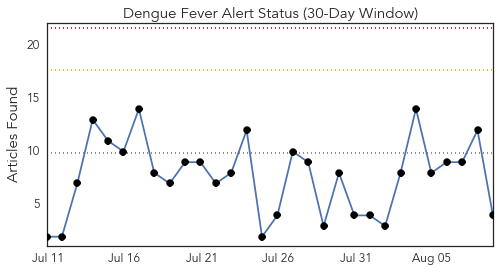 Dengue Fever Alert Status (30-Day Window)
Articles Found
20
15
10
5
Jul 11 Jul 16 Jul 21 Jul 26 Jul 31 Aug 05